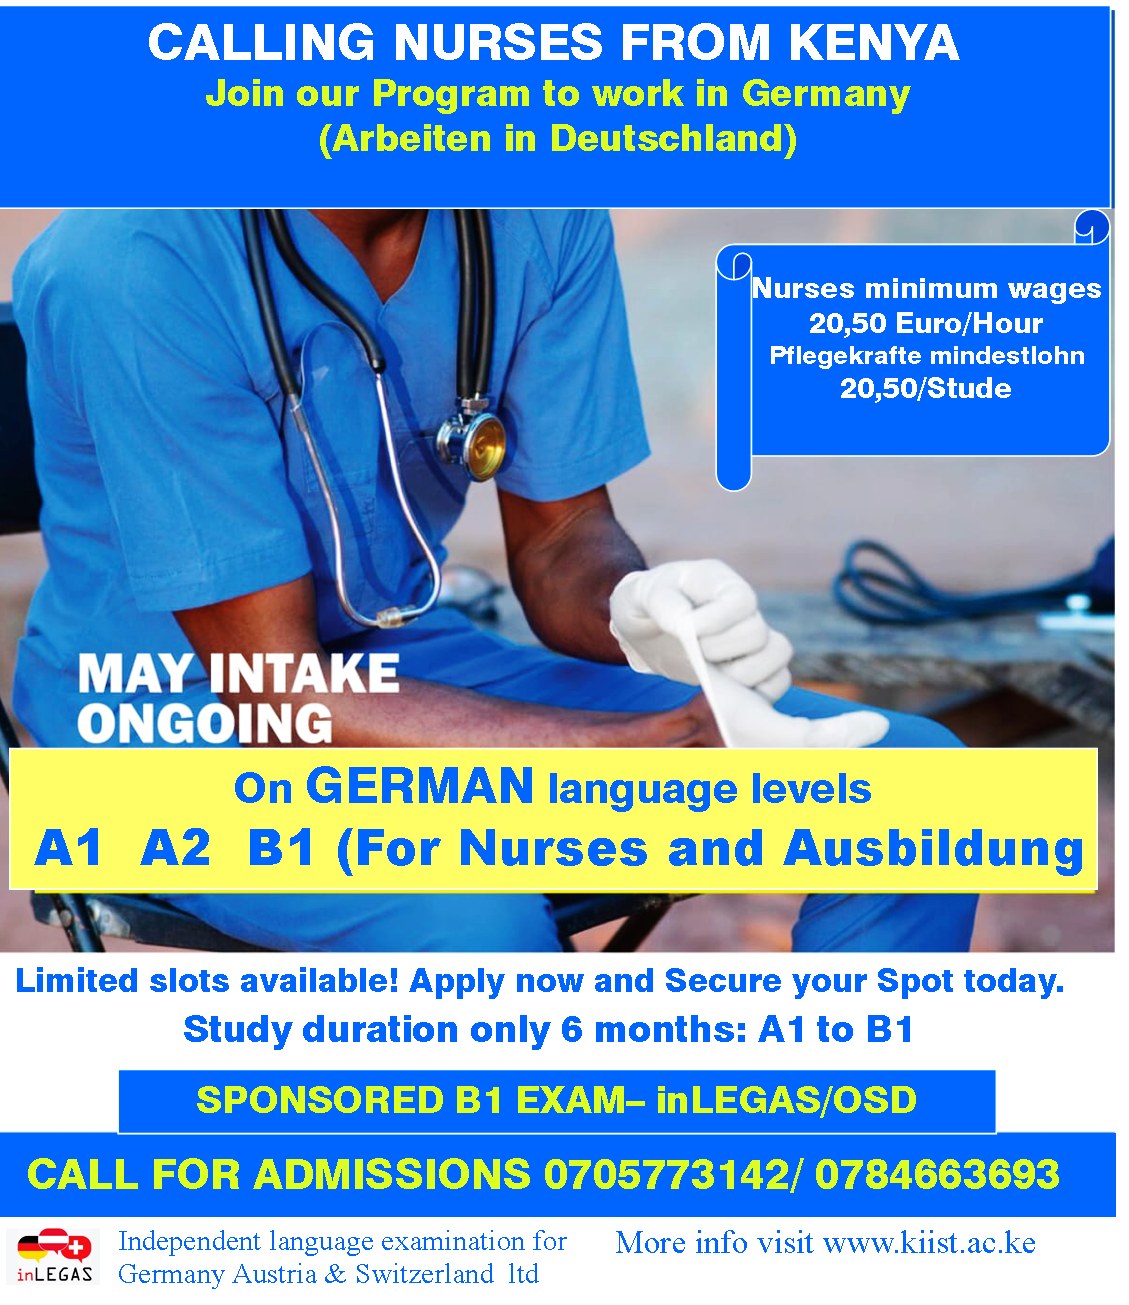 CALLING NURSES FROM KENYA
Join our Program to work in Germany
(Arbeiten in Deutschland)
Nurses minimum wages
20,50 Euro/Hour
Pflegekrafte mindestlohn
20,50/Stude
MAY INTAKE
ONGOING
On GERMAN language levels
A1 A2 B1 (For Nurses and Ausbildung
Limited slots available! Apply now and Secure your Spot today.
Study duration only 6 months: A1 to B1
SPONSORED B1 EXAM– inLEGAS/OSD
CALL FOR ADMISSIONS 0705773142/ 0784663693
inLEGAS
Independent language examination for
Germany Austria & Switzerland ltd
More info visit www.kiist.ac.ke